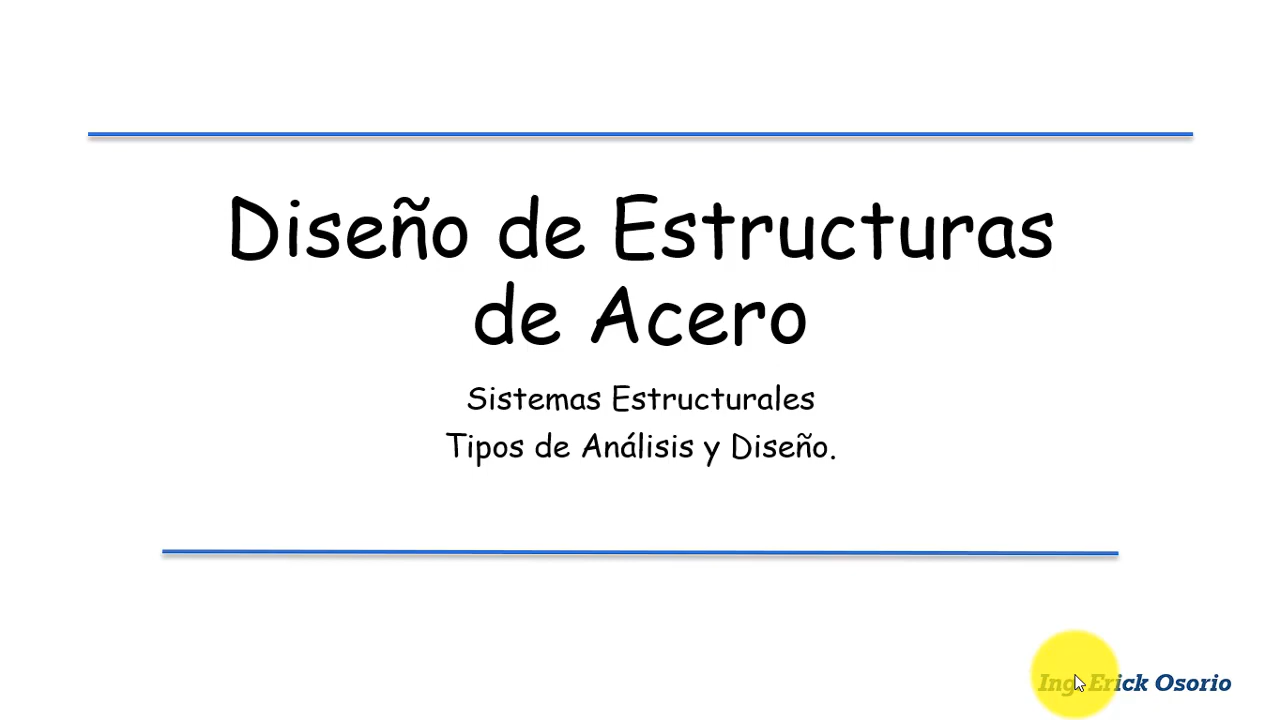 Diseño de Estructuras
de Acero
Sistemas Estructurales
Tipos de Análisis y Diseño.
Ing. Erick Osorio